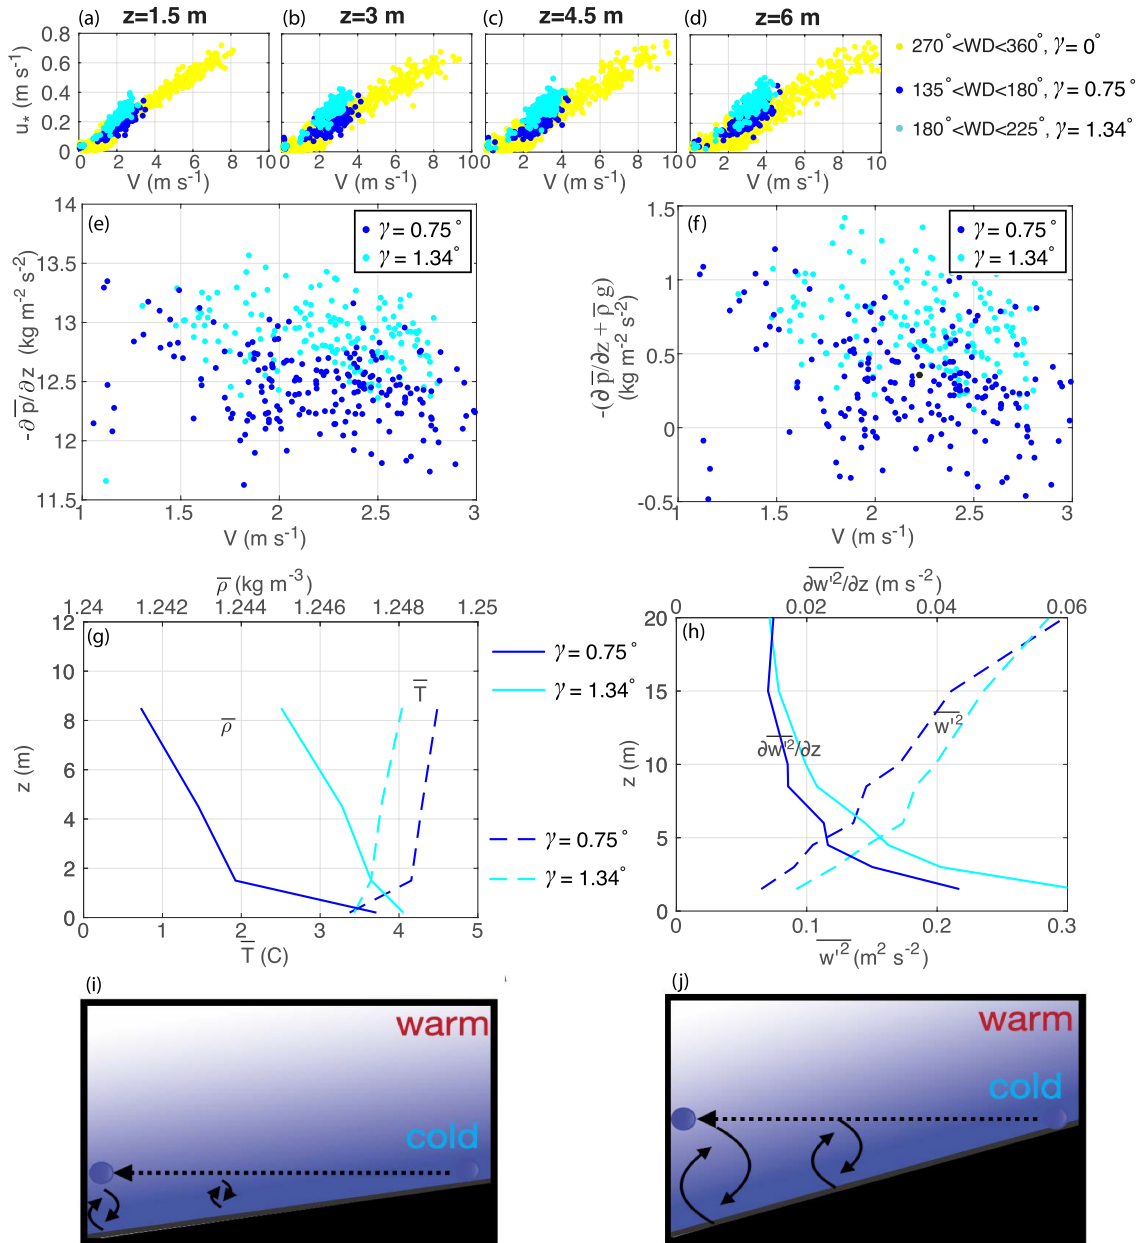 (a) z=1.5 m
(b) z=3 m
(c) z=4.5 m
(d) z=6 m
0.8
0.6
0.4
0.2
0
u* (m s-1)
0 2 4 6 8 10
V (m s-1)
0 2 4 6 8 10
V (m s-1)
0 2 4 6 8 10
V (m s-1)
0 2 4 6 8 10
V (m s-1)
270°<WD<360°, γ= 0°
135°<WD<180°, γ= 0.75°
180°<WD<225°, γ= 1.34°
(e)
γ= 0.75°
γ= 1.34°
14
13.5
13
12.5
12
11.5
-∂p̅/∂z (kg m-2 s-2)
1 1.5 2 2.5 3
V (m s-1)
(f)
γ= 0.75°
γ= 1.34°
1.5
1
0.5
0
-0.5
-(∂p̅/∂z + ρ̅ g)
(kg m-2 s-2)
1 1.5 2 2.5 3
V (m s-1)
ρ̅ (kg m-3)
1.24 1.242 1.244 1.246 1.248 1.25
(g)
12
10
8
6
4
2
0
z (m)
ρ̅
T̅
0 1 2 3 4 5
T̅ (C)
γ= 0.75°
γ= 1.34°
γ= 0.75°
γ= 1.34°
∂w'2/∂z (m s-2)
0 0.02 0.04 0.06
(h)
20
15
10
5
0
z (m)
w'2
∂w'2/∂z
0.1 0.2 0.3
w'2 (m2 s-2)
(i)
warm
cold
(j)
warm
cold